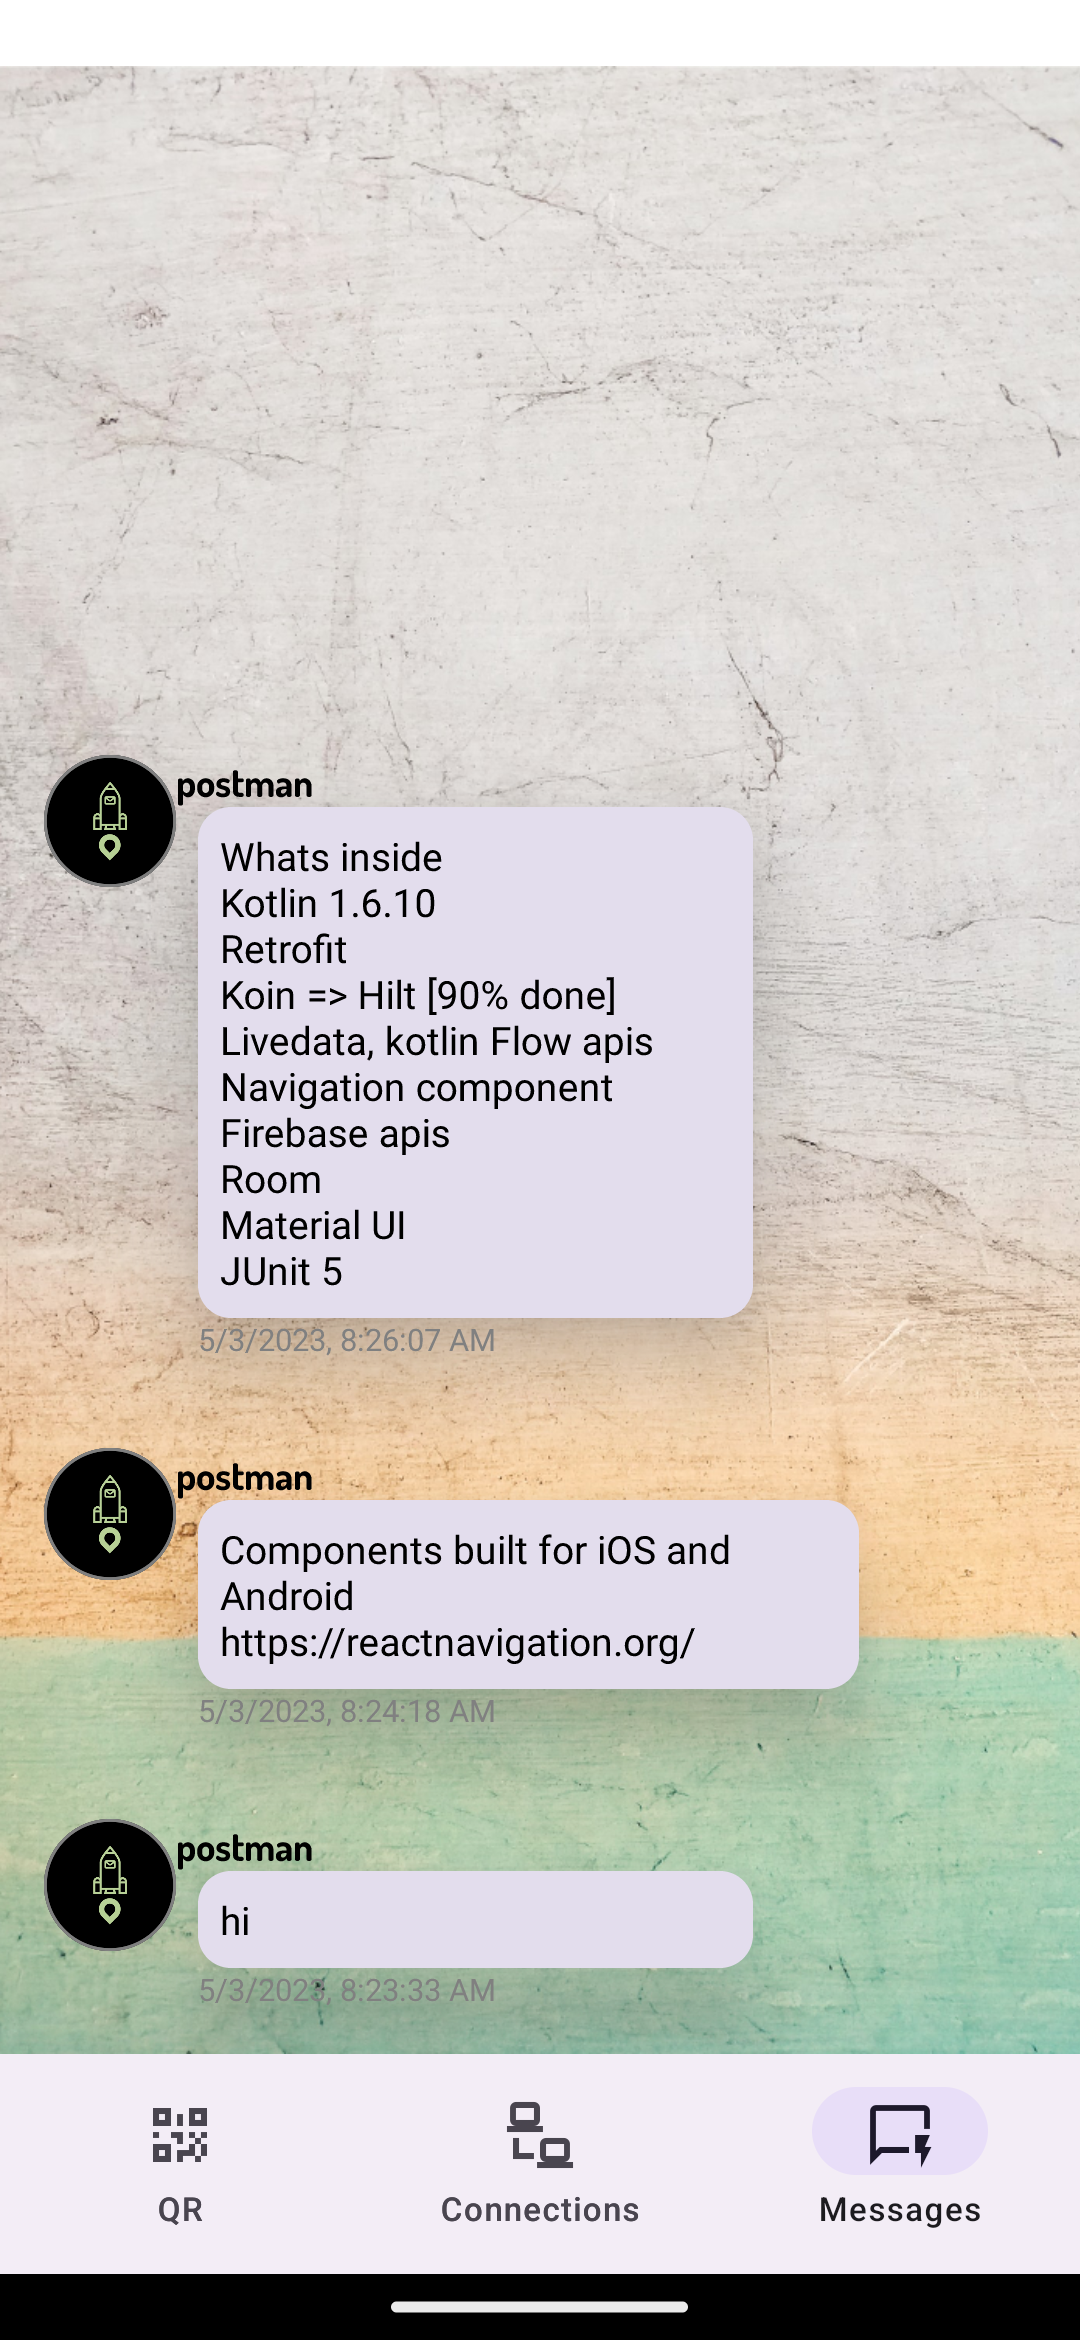 postman
Whats inside
Kotlin 1.6.10
Retrofit
Koin => Hilt [90% done]
Livedata, kotlin Flow apis
Navigation component
Firebase apis
Room
Material UI
JUnit 5
5/3/2023, 8:26:07 AM
postman
Components built for iOS and
Android
https://reactnavigation.org/
5/3/2023, 8:24:18 AM
postman
hi
5/3/2023, 8:23:33 AM
QR
Connections
Messages